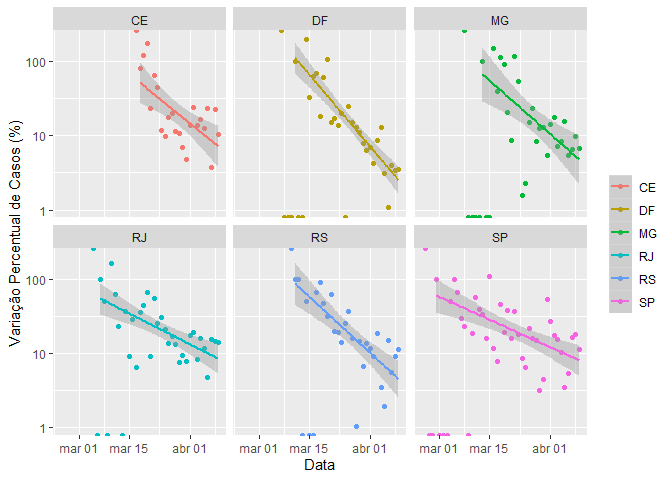 CE DF MG
Variação Percentual de Casos (%)
100
10
1
CE
DF
MG
RJ
RS
SP
RJ RS SP
100
10
1
mar 01 mar 15 abr 01 mar 01 mar 15 abr 01 mar 01 mar 15 abr 01
Data